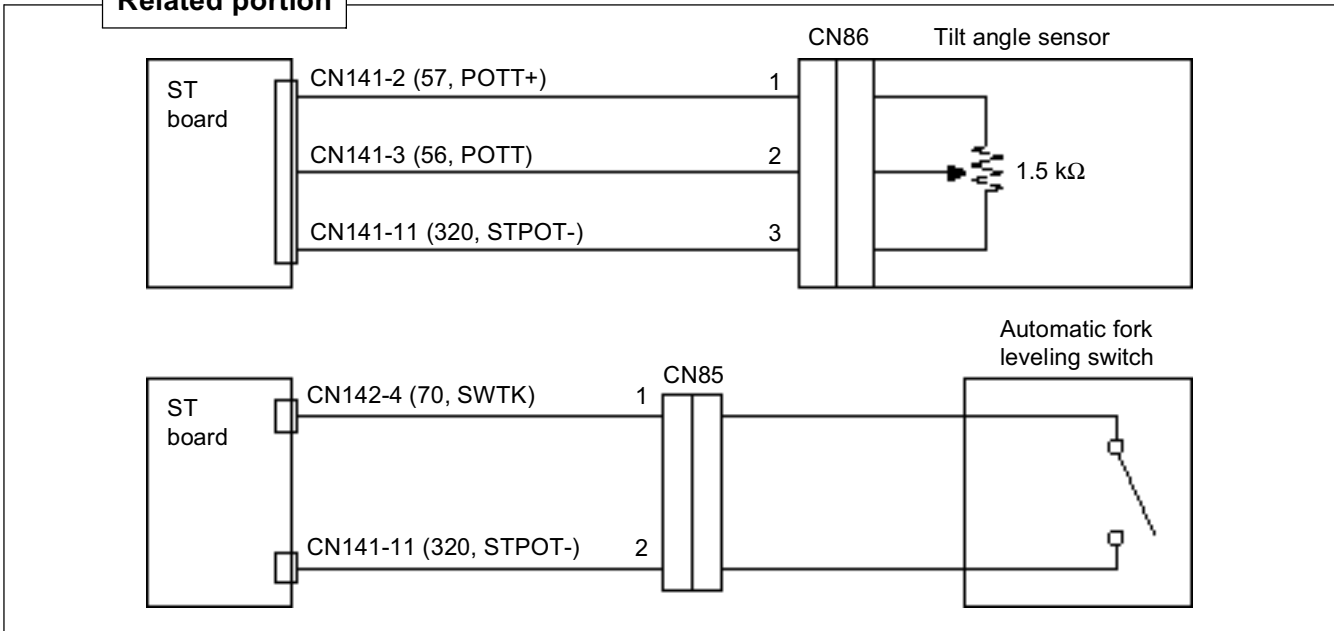 Related portion
CN86
Tilt angle sensor
ST
board
CN141-2 (57, POTT+)
1
CN141-3 (56, POTT)
2
1.5 kΩ
CN141-11 (320, STPOT-)
3
Automatic fork
leveling switch
CN85
ST
board
CN142-4 (70, SWTK)
1
CN141-11 (320, STPOT-)
2